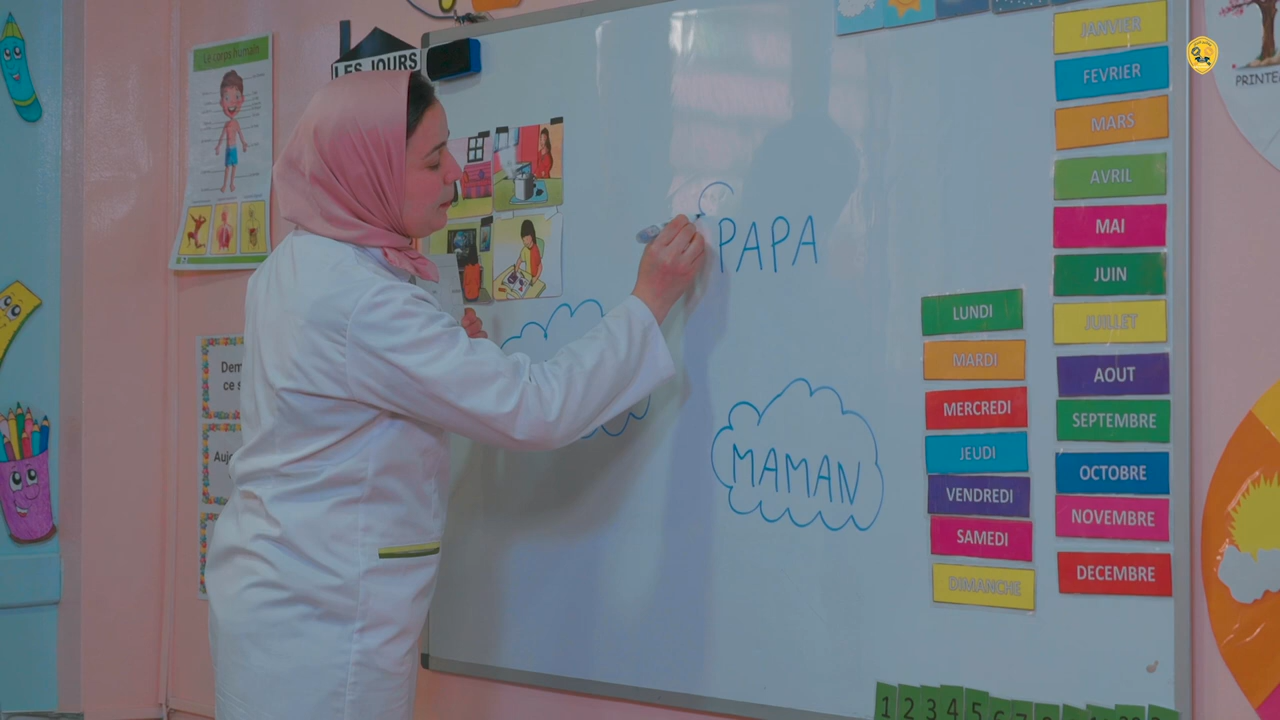 Le corps humain
LES JOURS
PAPA
MAMAN
LUNDI
MARDI
MERCREDI
JEUDI
VENDREDI
SAMEDI
DIMANCHE
JANVIER
FEVRIER
MARS
AVRIL
MAI
JUIN
JUILLET
AOUT
SEPTEMBRE
OCTOBRE
NOVEMBRE
DECEMBRE
1 2 3 4 5 6 7 8